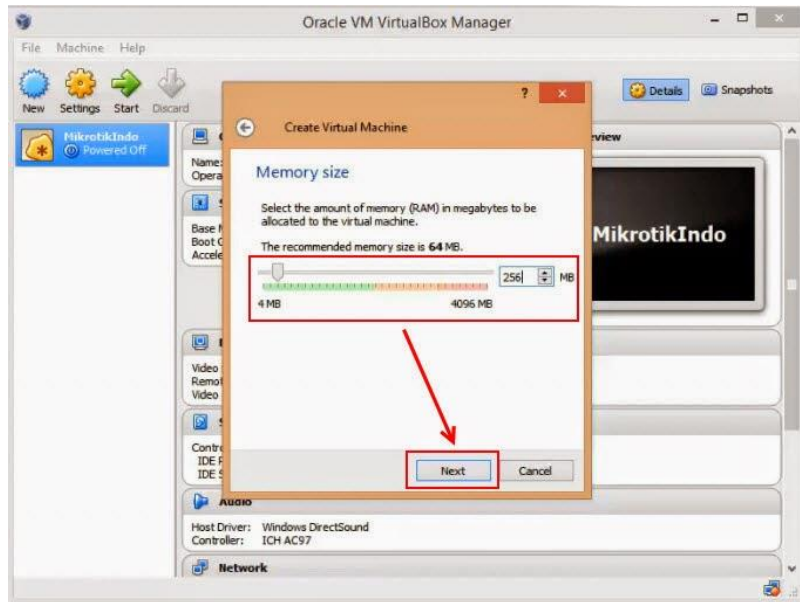 Oracle VM VirtualBox Manager
File Machine Help
New Settings Start Discard
Details Snapshots
MikrotikIndo
Powered Off
Name:
Opera
Base M
Boot O
Accele
Video
Remot
Video
Contro
IDE P
IDE S
Audio
Host Driver: Windows DirectSound
Controller: ICH AC97
Network
view
MikrotikIndo
?
Create Virtual Machine
Memory size
Select the amount of memory (RAM) in megabytes to be
allocated to the virtual machine.
The recommended memory size is 64 MB.
256 MB
4 MB 4096 MB
Next Cancel